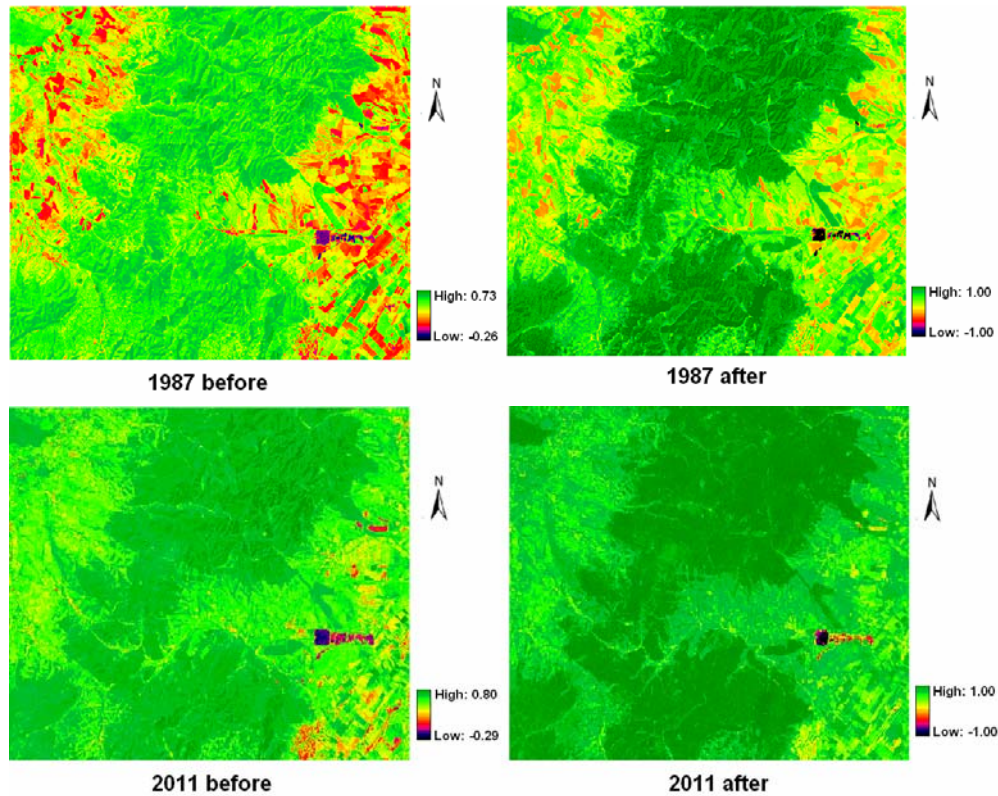 N
High: 0.73
Low: -0.26
1987 before
N
High: 1.00
Low: -1.00
1987 after
N
High: 0.80
Low: -0.29
2011 before
N
High: 1.00
Low: -1.00
2011 after